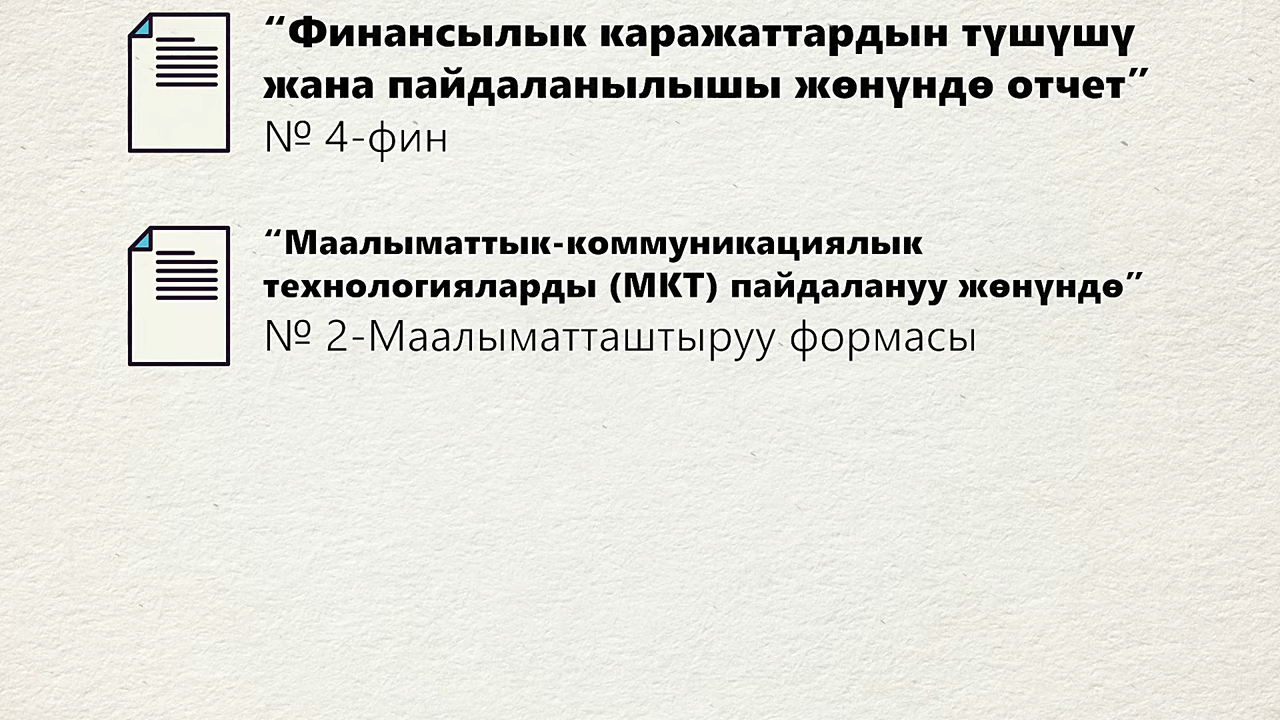 “Финансылык каражаттардын түшүшү
жана пайдаланылышы жөнүндө отчет”
№ 4-фин
“Маалыматтык-коммуникациялык
технологияларды (МКТ) пайдалануу жөнүндө”
№ 2-Маалыматташтыруу формасы